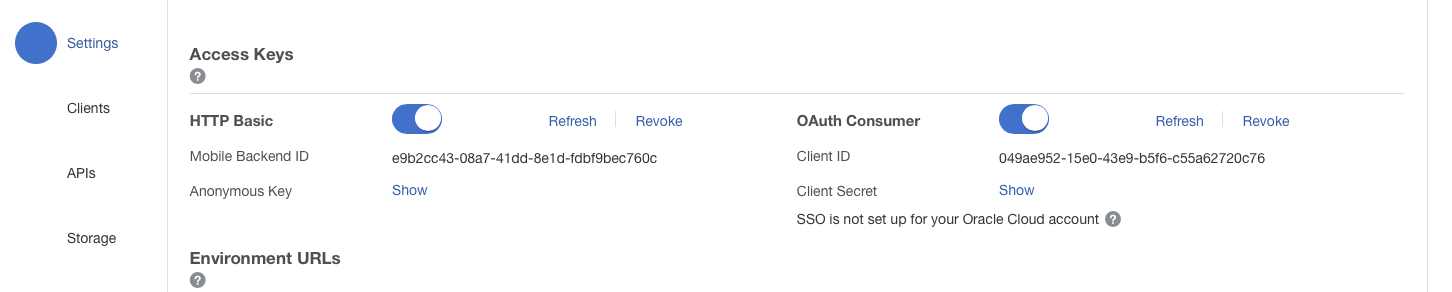 Settings
Clients
APIs
Storage
Access Keys
?
HTTP Basic
Refresh
Revoke
Mobile Backend ID
e9b2cc43-08a7-41dd-8e1d-fdbf9bec760c
Anonymous Key
Show
OAuth Consumer
Refresh
Revoke
Client ID
049ae952-15e0-43e9-b5f6-c55a62720c76
Client Secret
Show
SSO is not set up for your Oracle Cloud account ?
Environment URLs
?